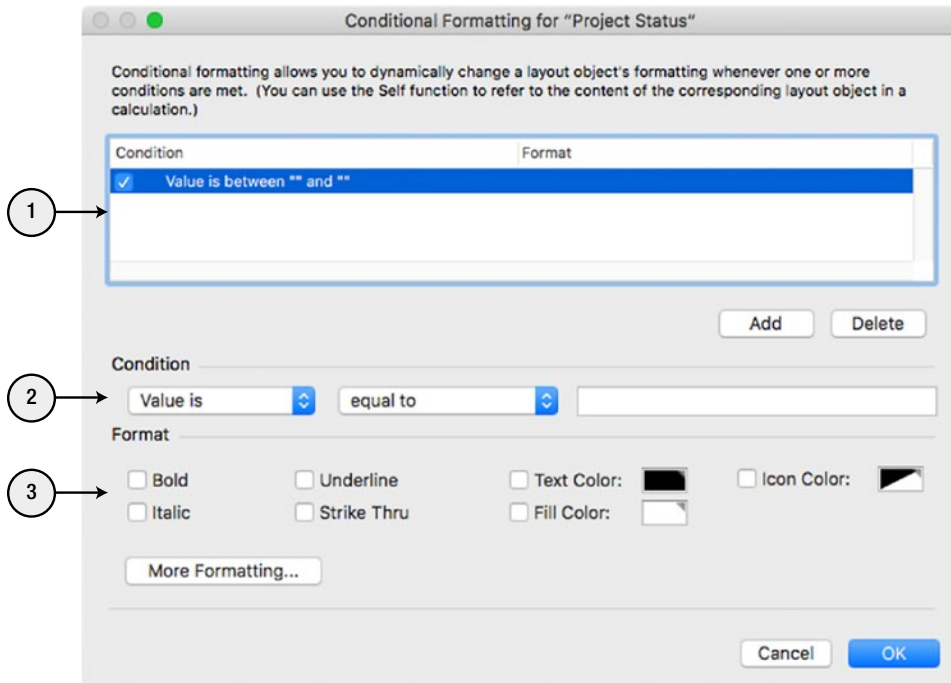 Conditional Formatting for "Project Status"
Conditional formatting allows you to dynamically change a layout object's formatting whenever one or more
conditions are met. (You can use the Self function to refer to the content of the corresponding layout object in a
calculation.)
Condition Format
Value is between "" and ""
1
Add Delete
Condition
2 Value is equal to
Format
Bold Underline Text Color: Icon Color:
3
Italic Strike Thru Fill Color:
More Formatting...
Cancel OK